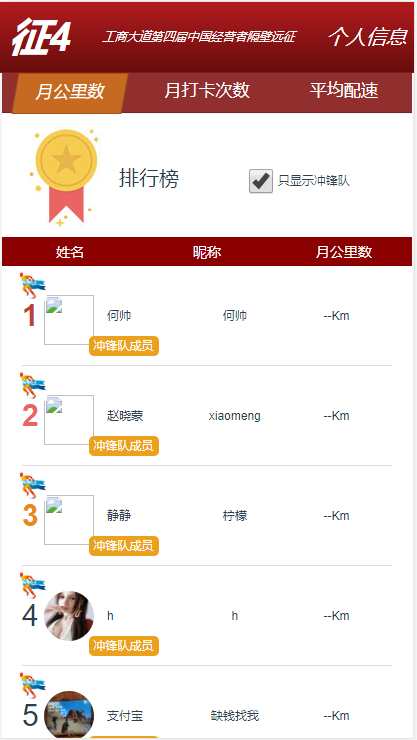 征4 工商大道第四届中国经营者隔壁远征 个人信息
月公里数 月打卡次数 平均配速
排行榜 只显示冲锋队
姓名 昵称 月公里数
1 何帅 何帅 --Km
冲锋队成员
2 赵晓蒙 xiaomeng --Km
冲锋队成员
3 静静 柠檬 --Km
冲锋队成员
4 h h --Km
冲锋队成员
5 支付宝 缺钱找我 --Km